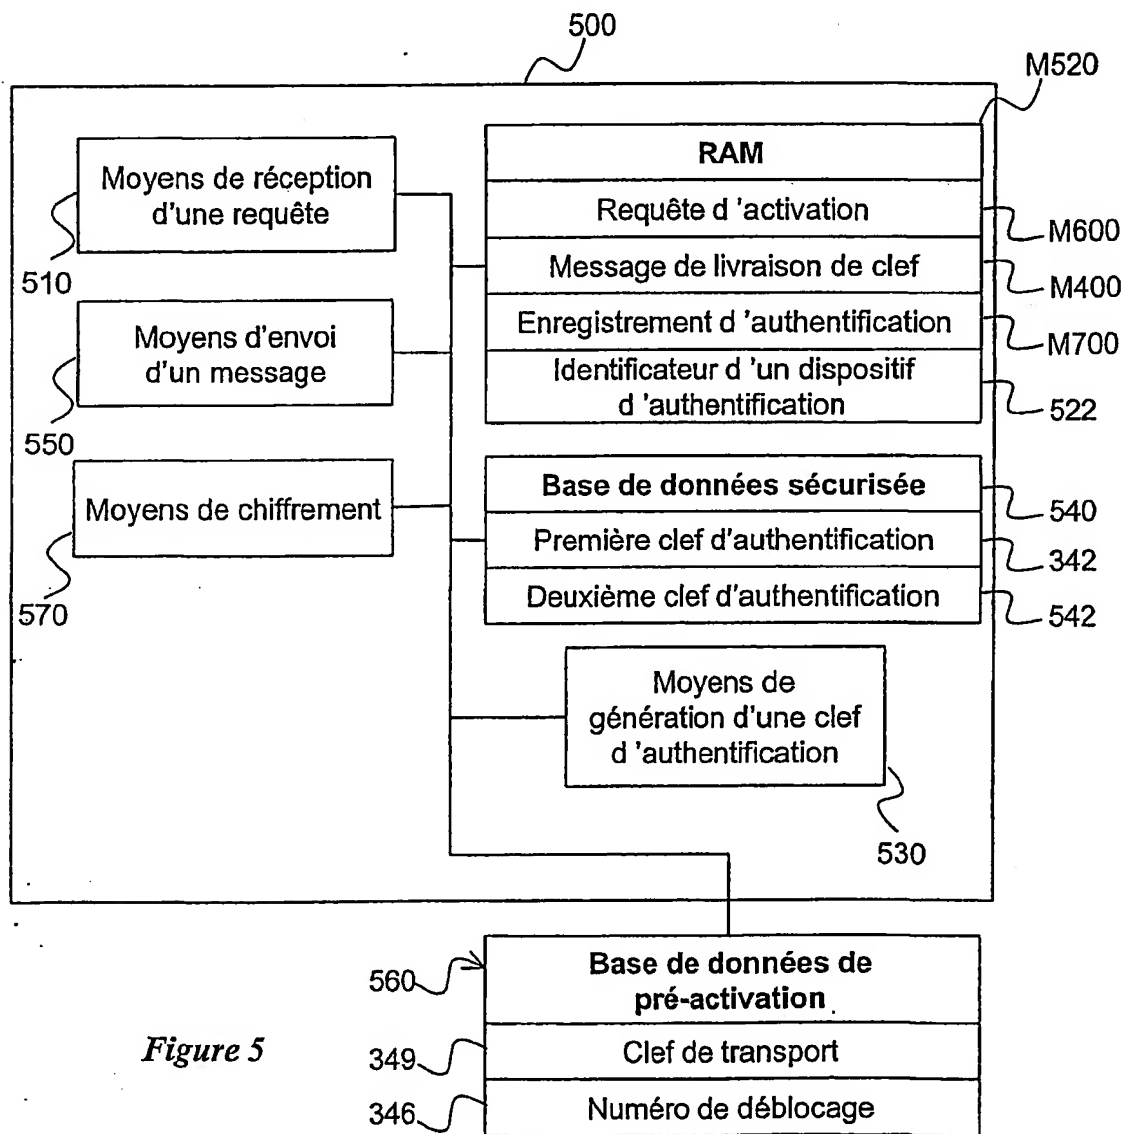 500
M520
Moyens de réception
d'une requête
510
Moyens d'envoi
d'un message
550
Moyens de chiffrement
570
RAM
Requête d 'activation
M600
Message de livraison de clef
M400
Enregistrement d 'authentification
M700
Identificateur d 'un dispositif
d 'authentification
522
Base de données sécurisée
540
Première clef d'authentification
342
Deuxième clef d'authentification
542
Moyens de
génération d'une clef
d 'authentification
530
560
Base de données de
pré-activation
349
Clef de transport
346
Numéro de déblocage
Figure 5